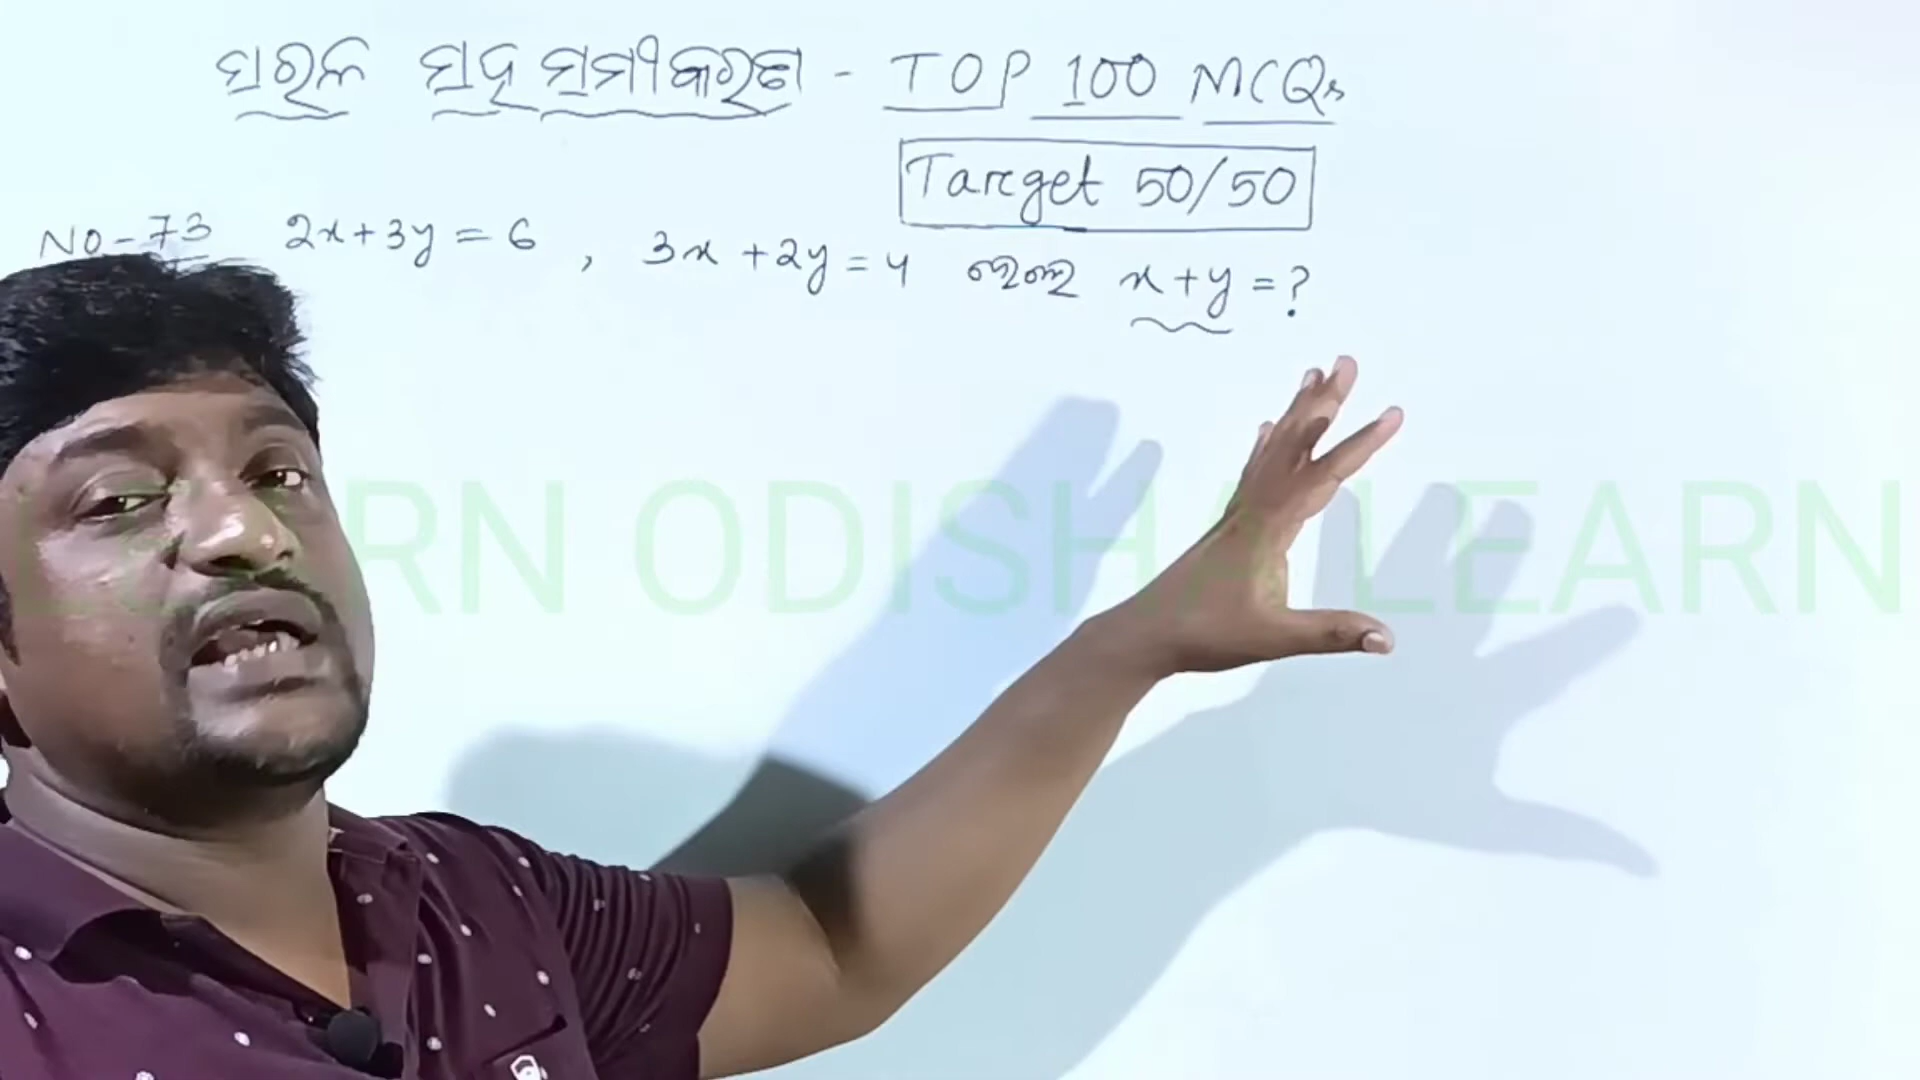 ସରଳ ସହ ସମୀକରଣ - TOP 100 MCQs
Target 50/50
NO-73 2x+3y=6 , 3x+2y=4 ହେଲେ x+y=?
LEARN ODISHA LEARN